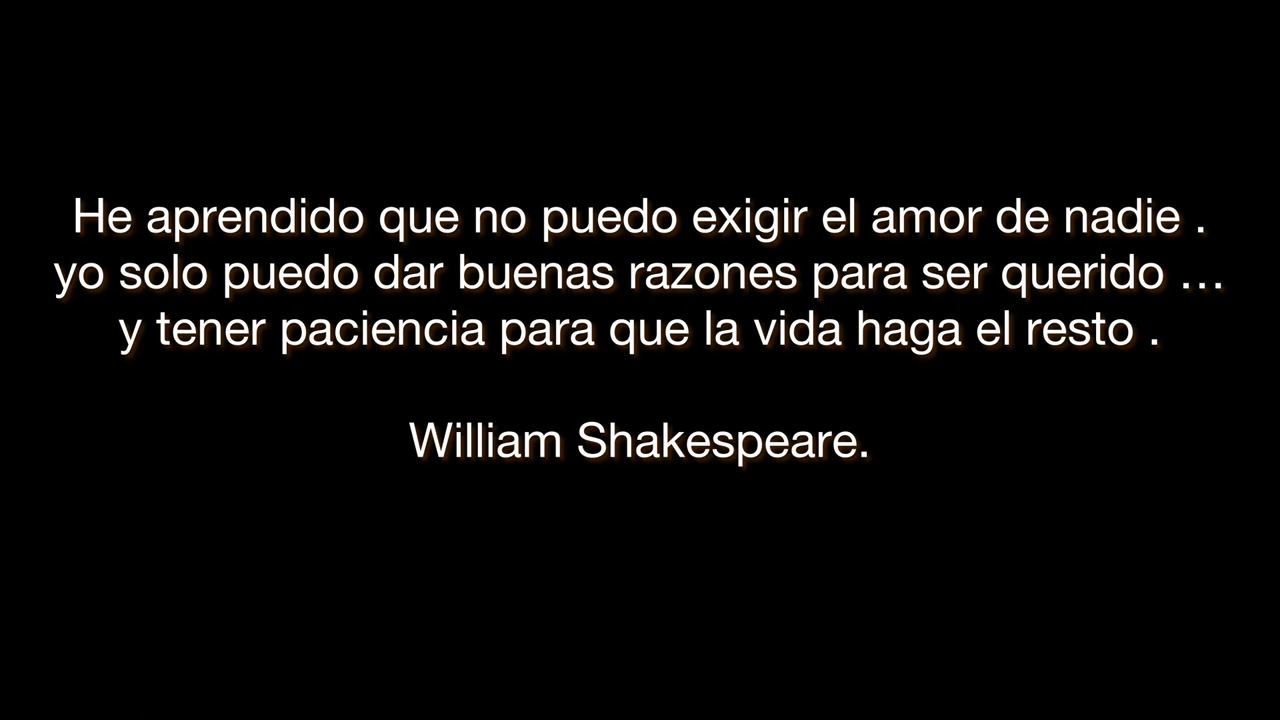 He aprendido que no puedo exigir el amor de nadie .
yo solo puedo dar buenas razones para ser querido ...
y tener paciencia para que la vida haga el resto .
William Shakespeare.